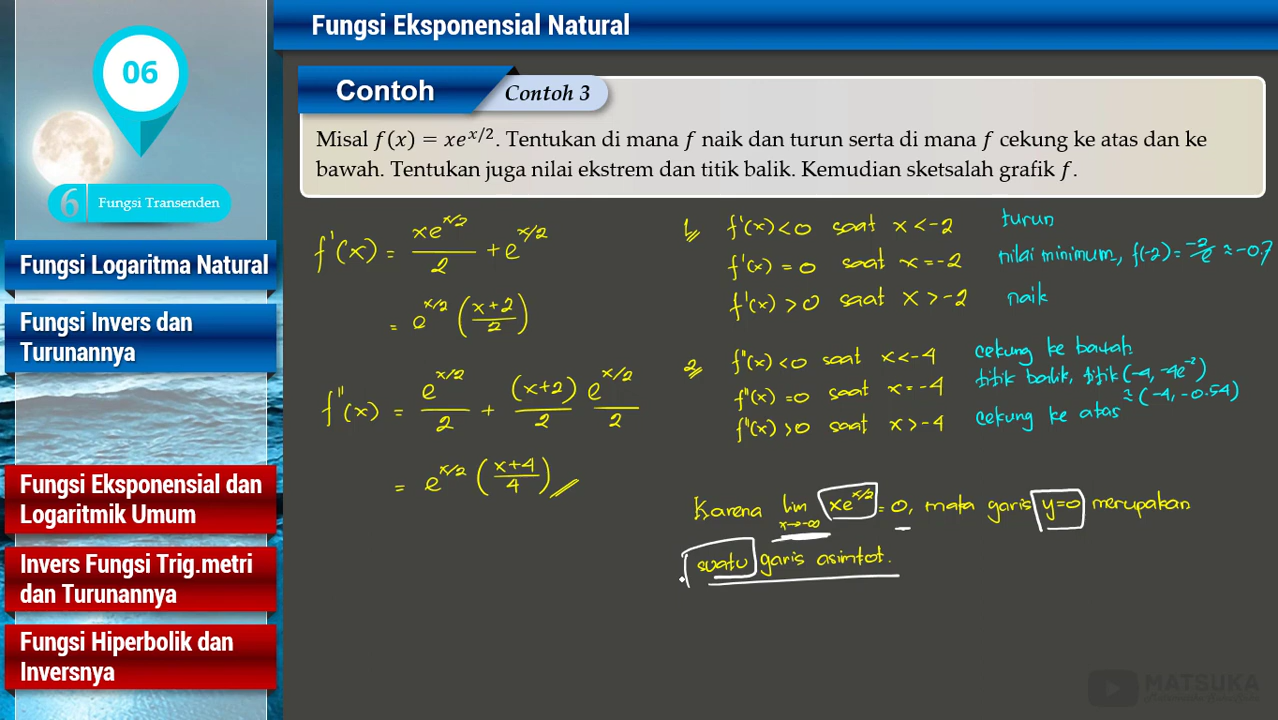 06
6 Fungsi Transenden
Fungsi Logaritma Natural
Fungsi Invers dan
Turunannya
Fungsi Eksponensial dan
Logaritmik Umum
Invers Fungsi Trig.metri
dan Turunannya
Fungsi Hiperbolik dan
Inversnya
Fungsi Eksponensial Natural
Contoh Contoh 3
Misal f(x) = xe^{x/2}. Tentukan di mana f naik dan turun serta di mana f cekung ke atas dan ke
bawah. Tentukan juga nilai ekstrem dan titik balik. Kemudian sketsalah grafik f.
f'(x) = xe^{x/2}/2 + e^{x/2}
= e^{x/2} ((x+2)/2)
f''(x) = e^{x/2}/2 + (x+2)/2 e^{x/2}/2
= e^{x/2} ((x+4)/4)
1. f'(x) < 0 saat x < -2 turun
f'(x) = 0 saat x = -2 nilai minimum, f(-2) = -2/e ≈ -0.7
f'(x) > 0 saat x > -2 naik
2. f''(x) < 0 saat x < -4 cekung ke bawah
f''(x) = 0 saat x = -4 titik balik, titik (-4, -4e^{-2})
≈ (-4, -0.54)
f''(x) > 0 saat x > -4 cekung ke atas
Karena lim x→-∞ xe^{x/2} = 0, maka garis y=0 merupakan
suatu garis asimtot.
MATSUKA